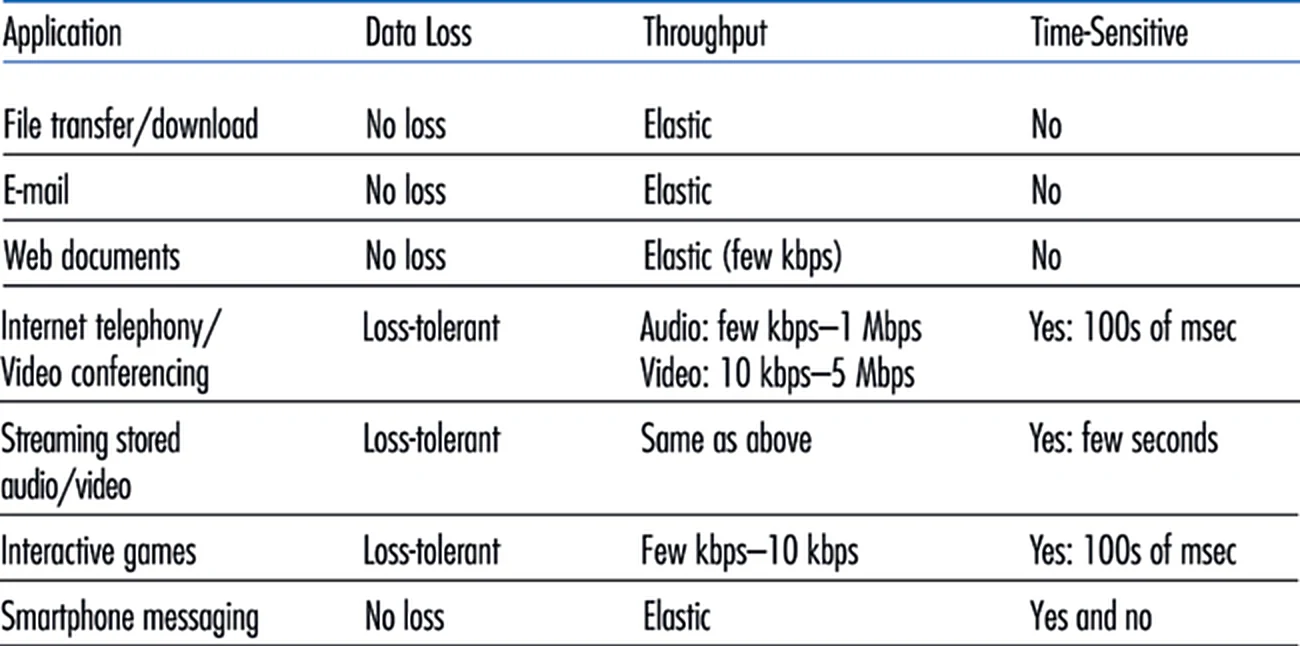 Application Data Loss Throughput Time-Sensitive
File transfer/download No loss Elastic No
E-mail No loss Elastic No
Web documents No loss Elastic (few kbps) No
Internet telephony/ Loss-tolerant Audio: few kbps–1 Mbps Yes: 100s of msec
Video conferencing Video: 10 kbps–5 Mbps
Streaming stored Loss-tolerant Same as above Yes: few seconds
audio/video
Interactive games Loss-tolerant Few kbps–10 kbps Yes: 100s of msec
Smartphone messaging No loss Elastic Yes and no